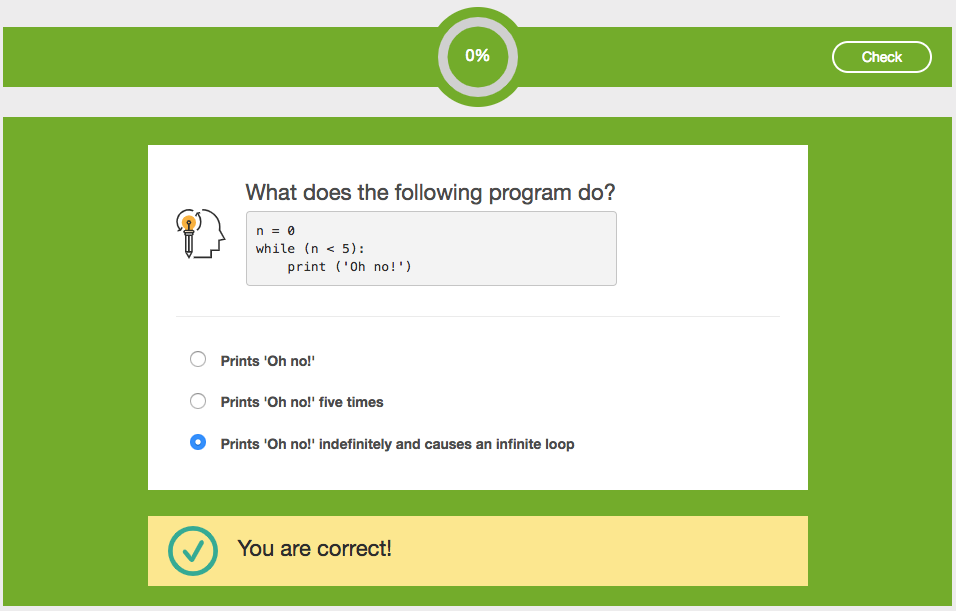 0%
Check
What does the following program do?
n = 0
while (n < 5):
    print ('Oh no!')
Prints 'Oh no!'
Prints 'Oh no!' five times
Prints 'Oh no!' indefinitely and causes an infinite loop
You are correct!